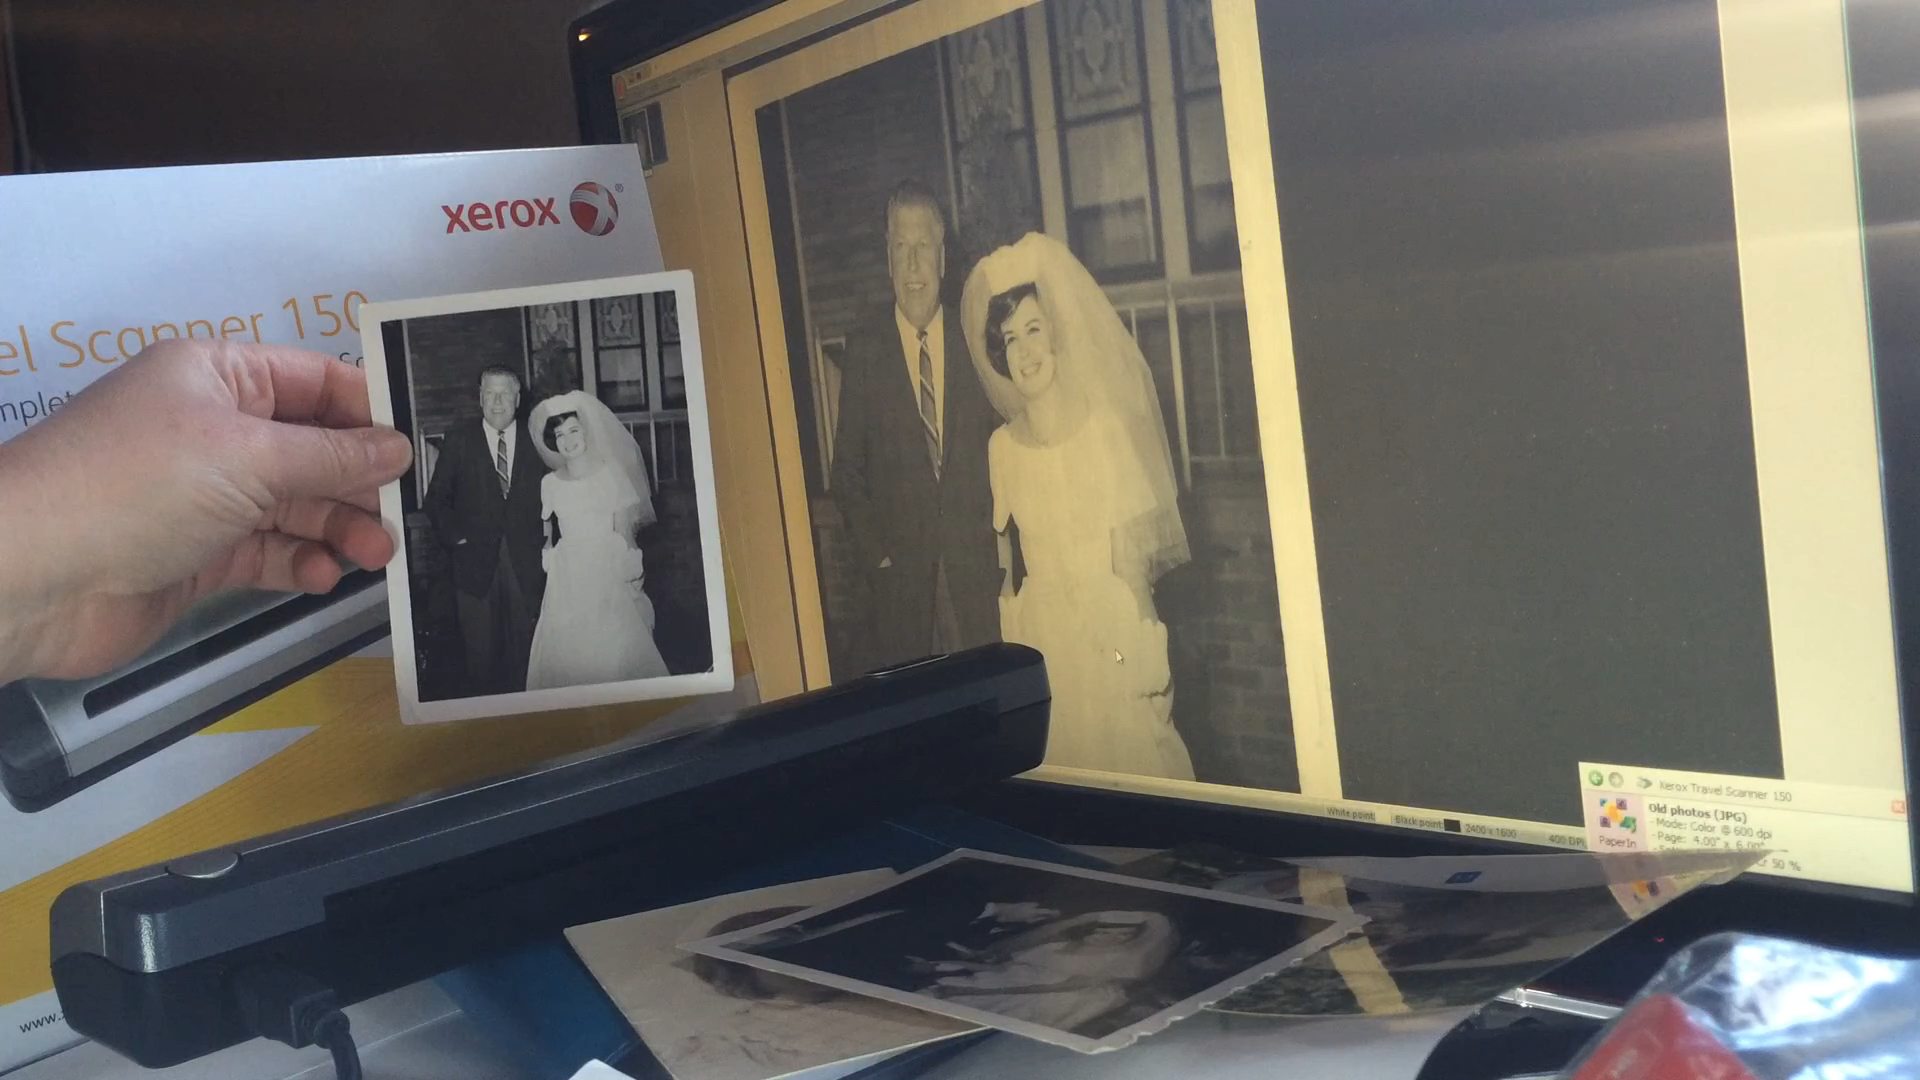 xerox
el Scanner 150
mplet
www.
White point
Black point
2400 x 1600
400 DPI
Xerox Travel Scanner 150
Old photos (JPG)
- Mode: Color @ 600 dpi
- Page: 4.00" x 6.00"
50 %
PaperIn